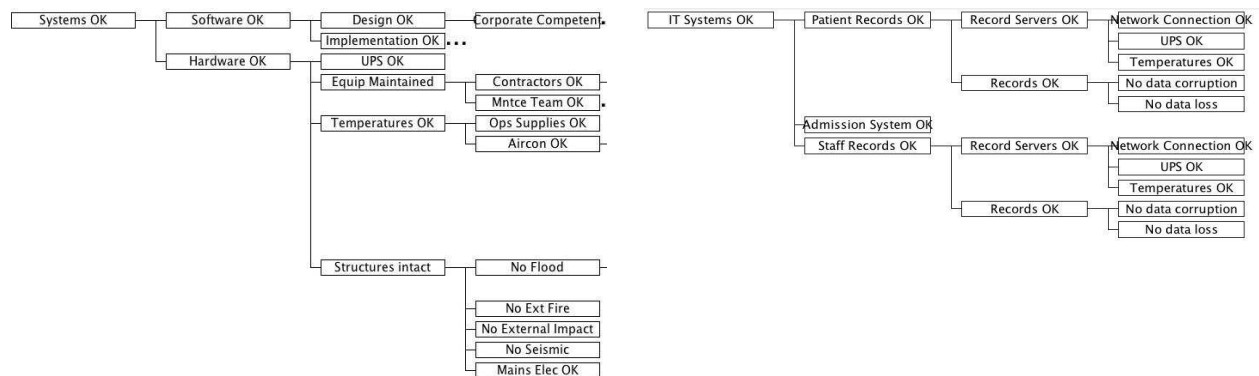 Systems OK
Software OK
Design OK
Corporate Competent
Implementation OK ...
Hardware OK
UPS OK
Equip Maintained
Contractors OK
Mntce Team OK
Temperatures OK
Ops Supplies OK
Aircon OK
Structures intact
No Flood
No Ext Fire
No External Impact
No Seismic
Mains Elec OK
IT Systems OK
Patient Records OK
Record Servers OK
Network Connection OK
UPS OK
Temperatures OK
Records OK
No data corruption
No data loss
Admission System OK
Staff Records OK
Record Servers OK
Network Connection OK
UPS OK
Temperatures OK
Records OK
No data corruption
No data loss